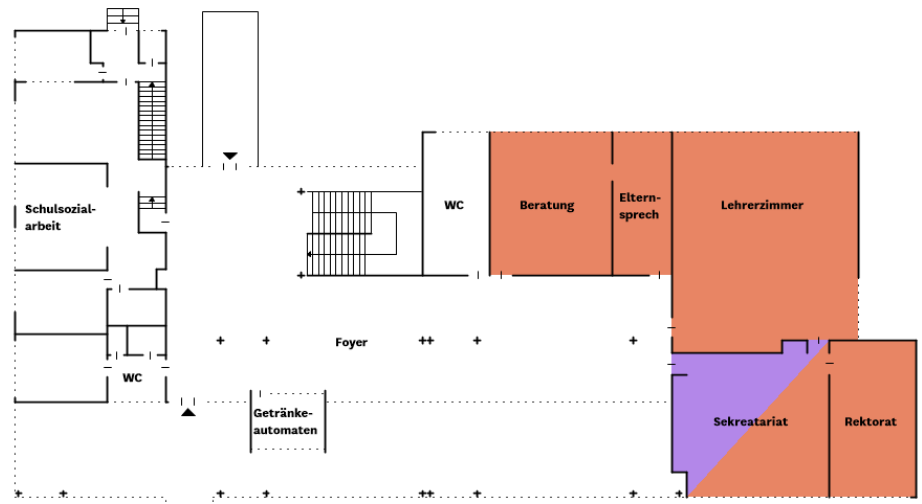 Schulsozial-
arbeit
WC
Beratung
Eltern-
sprech
Lehrerzimmer
Foyer
WC
Getränke-
automaten
Sekreatariat
Rektorat